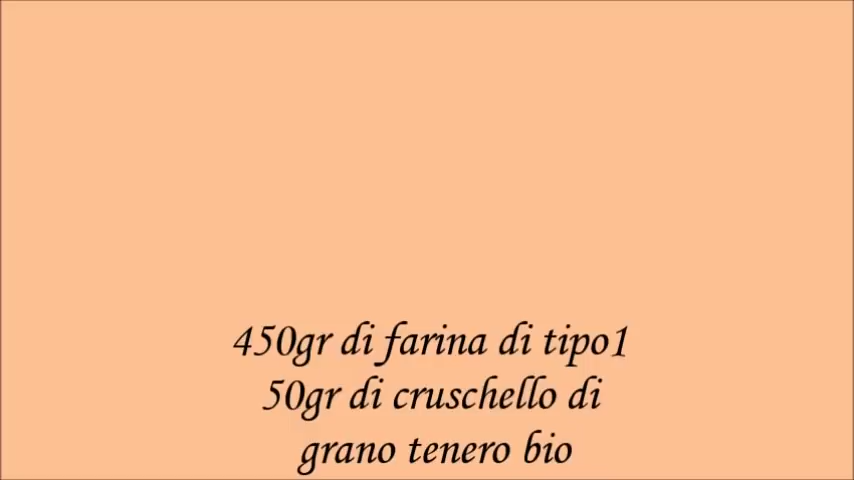 450gr di farina di tipo1
50gr di cruschello di
grano tenero bio